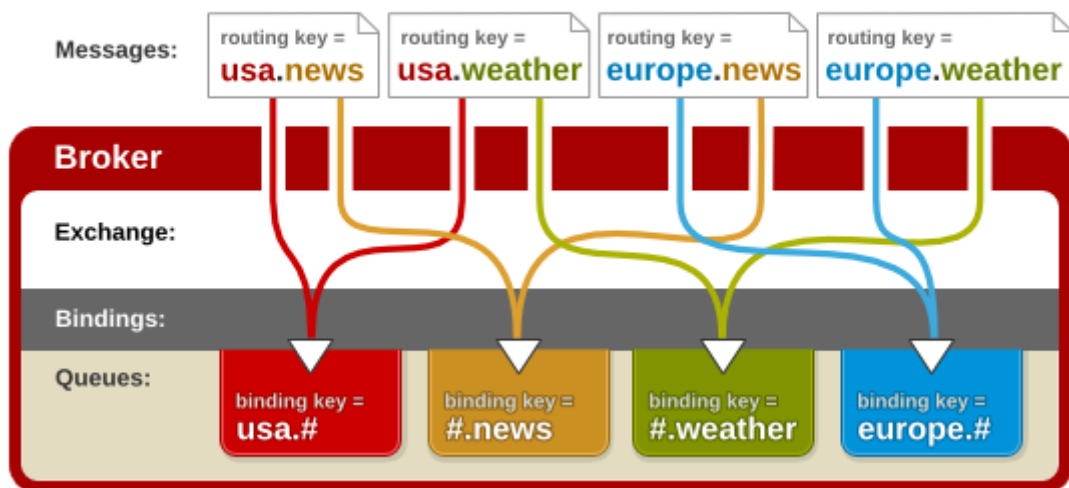 Messages:
routing key =
usa.news
routing key =
usa.weather
routing key =
europe.news
routing key =
europe.weather
Broker
Exchange:
Bindings:
Queues:
binding key =
usa.#
binding key =
#.news
binding key =
#.weather
binding key =
europe.#